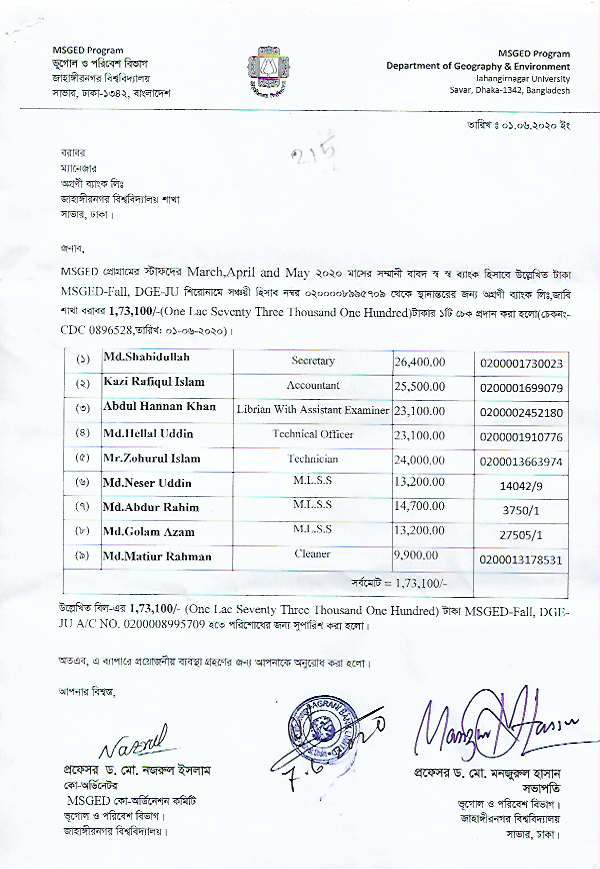 MSGED Program
ভূগোল ও পরিবেশ বিভাগ
জাহাঙ্গীরনগর বিশ্ববিদ্যালয়
সাভার, ঢাকা-১৩৪২, বাংলাদেশ
MSGED Program
Department of Geography & Environment
Jahangirnagar University
Savar, Dhaka-1342, Bangladesh
তারিখ ঃ ০১.০৬.২০২০ ইং
215
বরাবর
ম্যানেজার
অগ্রণী ব্যাংক লিঃ
জাহাঙ্গীরনগর বিশ্ববিদ্যালয় শাখা
সাভার, ঢাকা।
জনাব,
MSGED প্রোগ্রামের স্টাফদের March,April and May ২০২০ মাসের সম্মানী বাবদ স্ব স্ব ব্যাংক হিসাবে উল্লেখিত টাকা
MSGED-Fall, DGE-JU শিরোনামে সঞ্চয়ী হিসাব নম্বর ০২০০০০৮৯৯৫৭০৯ থেকে স্থানান্তরের জন্য অগ্রণী ব্যাংক লিঃ,জাবি
শাখা বরাবর 1,73,100/-(One Lac Seventy Three Thousand One Hundred)টাকার ১টি চেক প্রদান করা হলো(চেকনং-
CDC 0896528,তারিখ: ০১-০৬-২০২০)।
(১) Md.Shahidullah Secretary 26,400.00 0200001730023
(২) Kazi Rafiqul Islam Accountant 25,500.00 0200001699079
(৩) Abdul Hannan Khan Librian With Assistant Examiner 23,100.00 0200002452180
(৪) Md.Hellal Uddin Technical Officer 23,100.00 0200001910776
(৫) Mr.Zohurul Islam Technician 24,000.00 0200013663974
(৬) Md.Neser Uddin M.L.S.S 13,200.00 14042/9
(৭) Md.Abdur Rahim M.L.S.S 14,700.00 3750/1
(৮) Md.Golam Azam M.L.S.S 13,200.00 27505/1
(৯) Md.Matiur Rahman Cleaner 9,900.00 0200013178531
সর্বমোট = 1,73,100/-
উল্লেখিত বিল-এর 1,73,100/- (One Lac Seventy Three Thousand One Hundred) টাকা MSGED-Fall, DGE-
JU A/C NO. 0200008995709 হতে পরিশোধের জন্য সুপারিশ করা হলো।
অতএব, এ ব্যাপারে প্রয়োজনীয় ব্যবস্থা গ্রহণের জন্য আপনাকে অনুরোধ করা হলো।
আপনার বিশ্বস্ত,
Nazrul
প্রফেসর ড. মো. নজরুল ইসলাম
কো-অর্ডিনেটর
MSGED কো-অর্ডিনেশন কমিটি
ভূগোল ও পরিবেশ বিভাগ।
জাহাঙ্গীরনগর বিশ্ববিদ্যালয়।
AGRANI BANK
7.6.2020
প্রফেসর ড. মো. মনজুরুল হাসান
সভাপতি
ভূগোল ও পরিবেশ বিভাগ।
জাহাঙ্গীরনগর বিশ্ববিদ্যালয়
সাভার, ঢাকা।